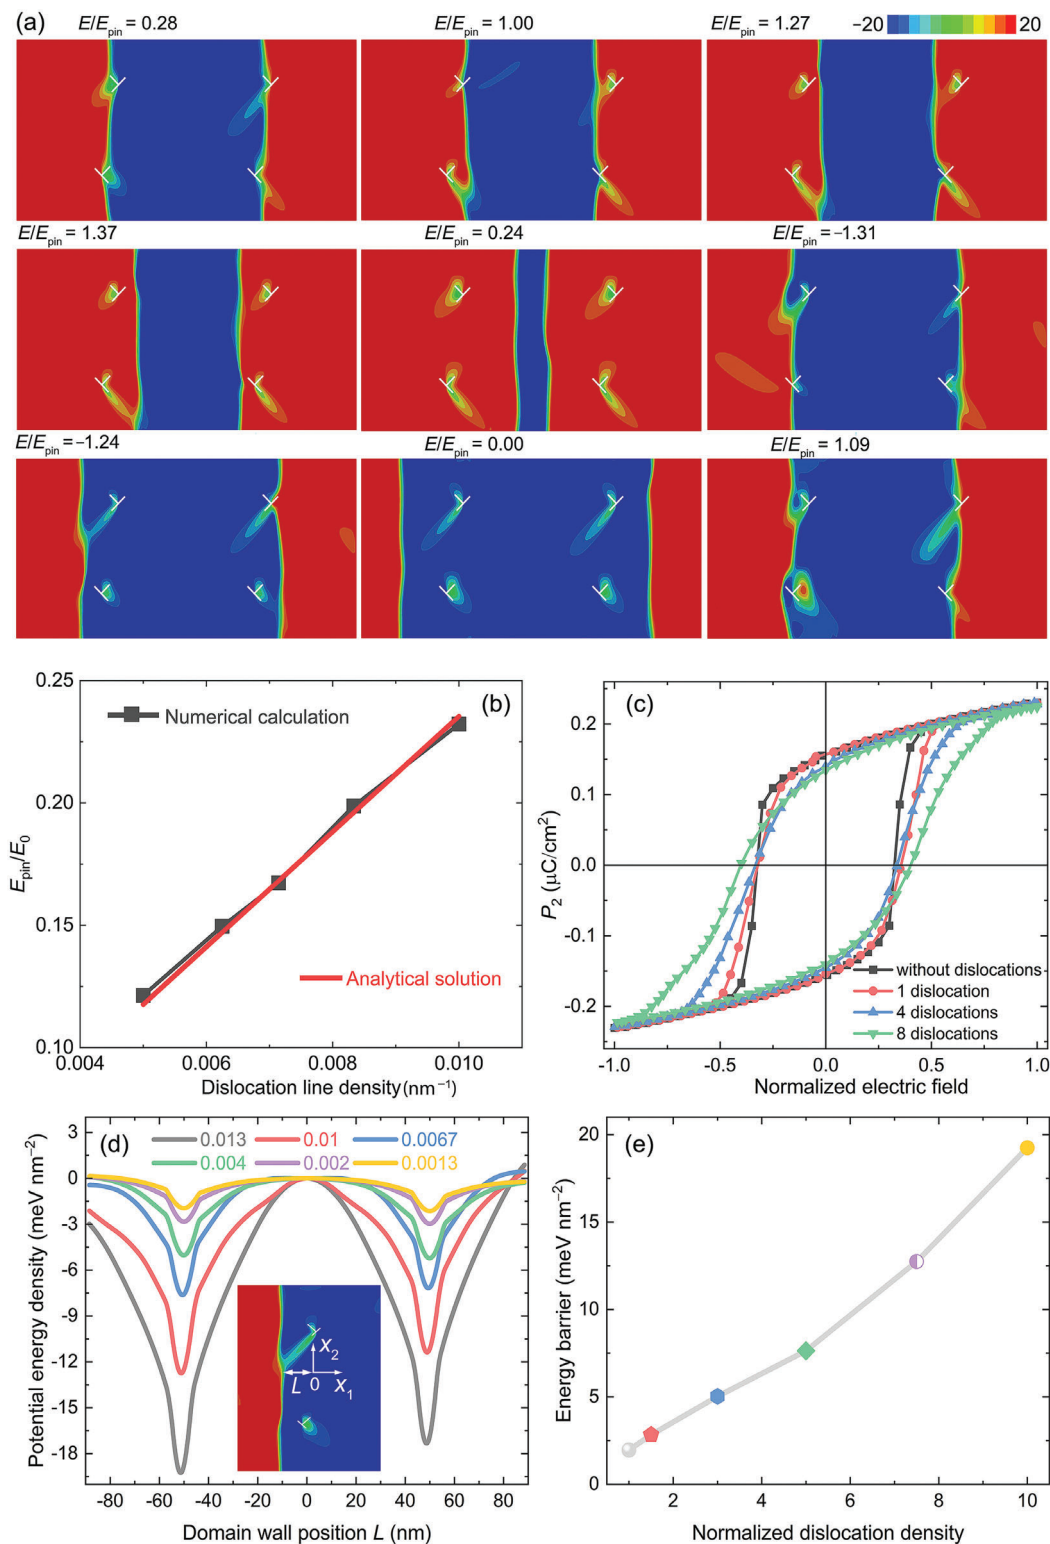 (a)
E/Epin = 0.28
E/Epin = 1.00
E/Epin = 1.27
−20
20
E/Epin = 1.37
E/Epin = 0.24
E/Epin = −1.31
E/Epin = −1.24
E/Epin = 0.00
E/Epin = 1.09
(b)
0.25
0.20
0.15
0.10
Epin/E0
Numerical calculation
Analytical solution
0.004
0.006
0.008
0.010
Dislocation line density(nm−1)
(c)
0.2
0.1
0.0
-0.1
-0.2
P2 (μC/cm2)
without dislocations
1 dislocation
4 dislocations
8 dislocations
-1.0
-0.5
0.0
0.5
1.0
Normalized electric field
(d)
3
0
-3
-6
-9
-12
-15
-18
Potential energy density (meV nm−2)
0.013
0.01
0.0067
0.004
0.002
0.0013
x2
L
0
x1
-80
-60
-40
-20
0
20
40
60
80
Domain wall position L (nm)
(e)
20
15
10
5
0
Energy barrier (meV nm−2)
2
4
6
8
10
Normalized dislocation density